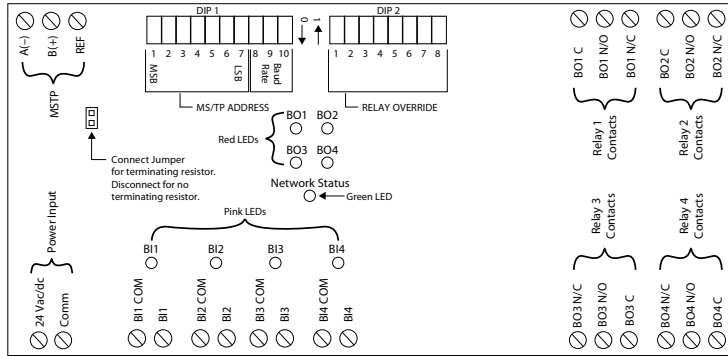 DIP 1
DIP 2
0
1
1 2 3 4 5 6 7 8 9 10
1 2 3 4 5 6 7 8
MSB
LSB
Baud
Rate
MS/TP ADDRESS
RELAY OVERRIDE
A(−)
B(+)
REF
MSTP
Connect Jumper
for terminating resistor.
Disconnect for no
terminating resistor.
BO1 BO2
Red LEDs
BO3 BO4
Network Status
Green LED
Pink LEDs
BI1
BI2
BI3
BI4
Power Input
24 Vac/dc
Comm
BI1 COM
BI1
BI2 COM
BI2
BI3 COM
BI3
BI4 COM
BI4
BO1 C
BO1 N/O
BO1 N/C
BO2 C
BO2 N/O
BO2 N/C
Relay 1
Contacts
Relay 2
Contacts
Relay 3
Contacts
Relay 4
Contacts
BO3 N/C
BO3 N/O
BO3 C
BO4 N/C
BO4 N/O
BO4 C